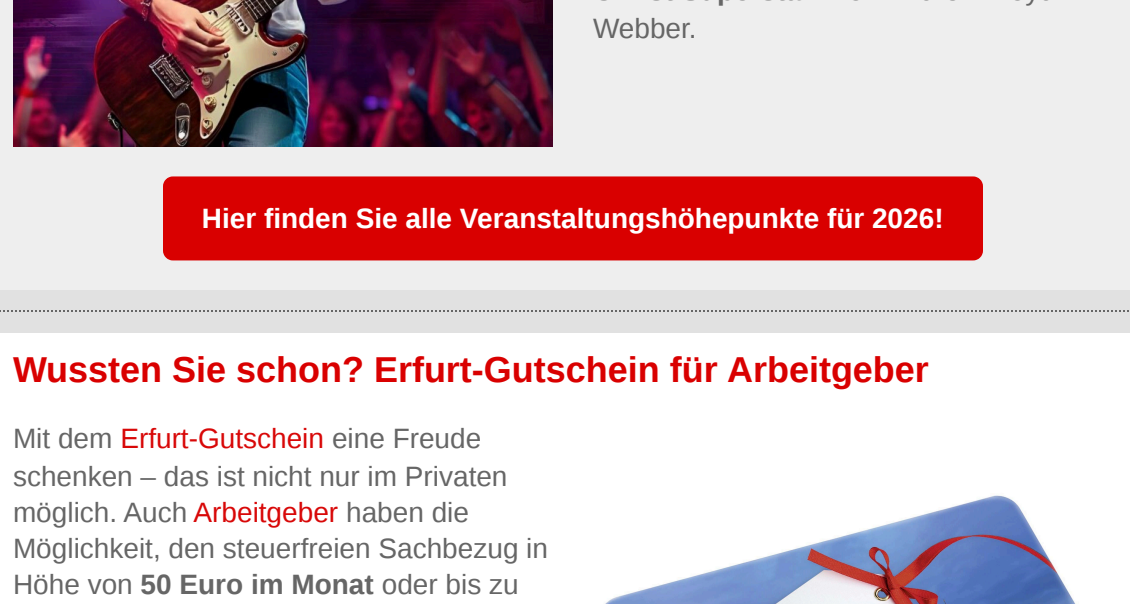 Webber.
Hier finden Sie alle Veranstaltungshöhepunkte für 2026!
Wussten Sie schon? Erfurt-Gutschein für Arbeitgeber
Mit dem Erfurt-Gutschein eine Freude
schenken – das ist nicht nur im Privaten
möglich. Auch Arbeitgeber haben die
Möglichkeit, den steuerfreien Sachbezug in
Höhe von 50 Euro im Monat oder bis zu